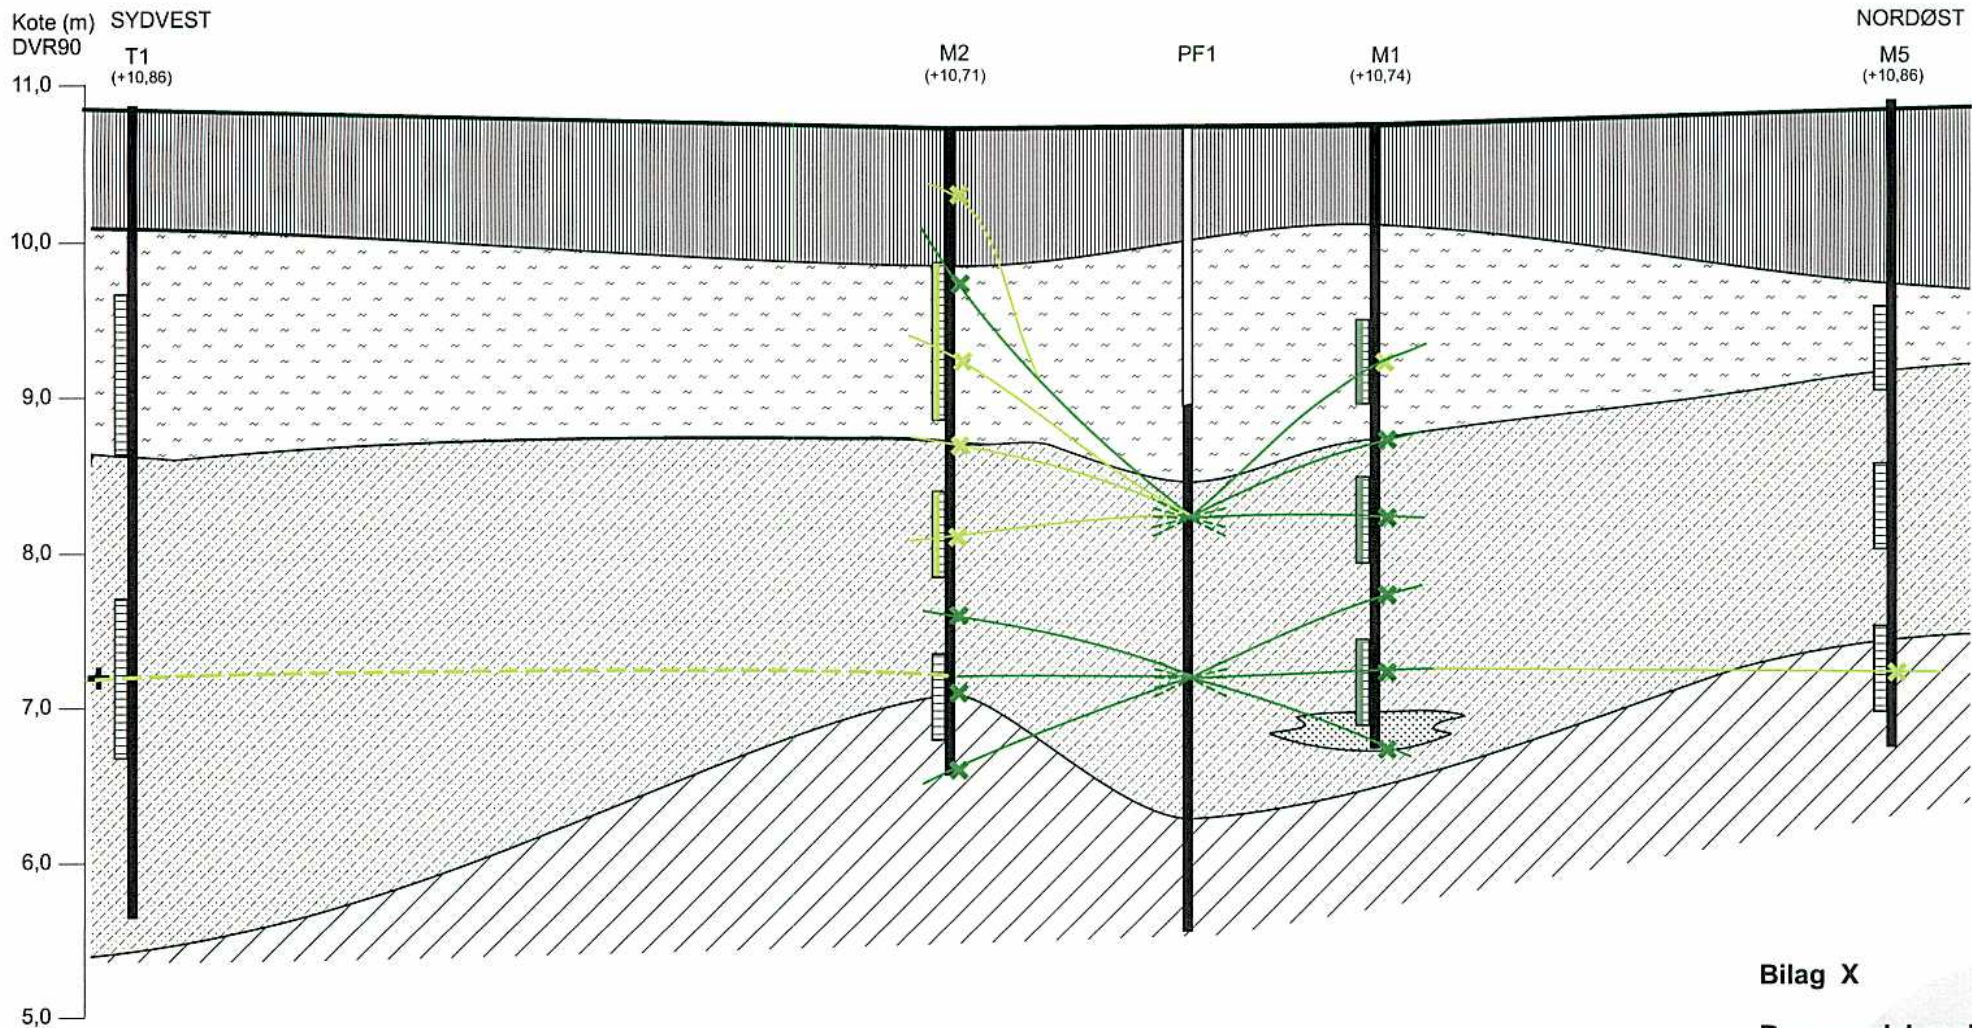 Kote (m) SYDVEST
DVR90
NORDØST
T1
(+10,86)
M2
(+10,71)
PF1
M1
(+10,74)
M5
(+10,86)
11,0
10,0
9,0
8,0
7,0
6,0
5,0
Bilag X